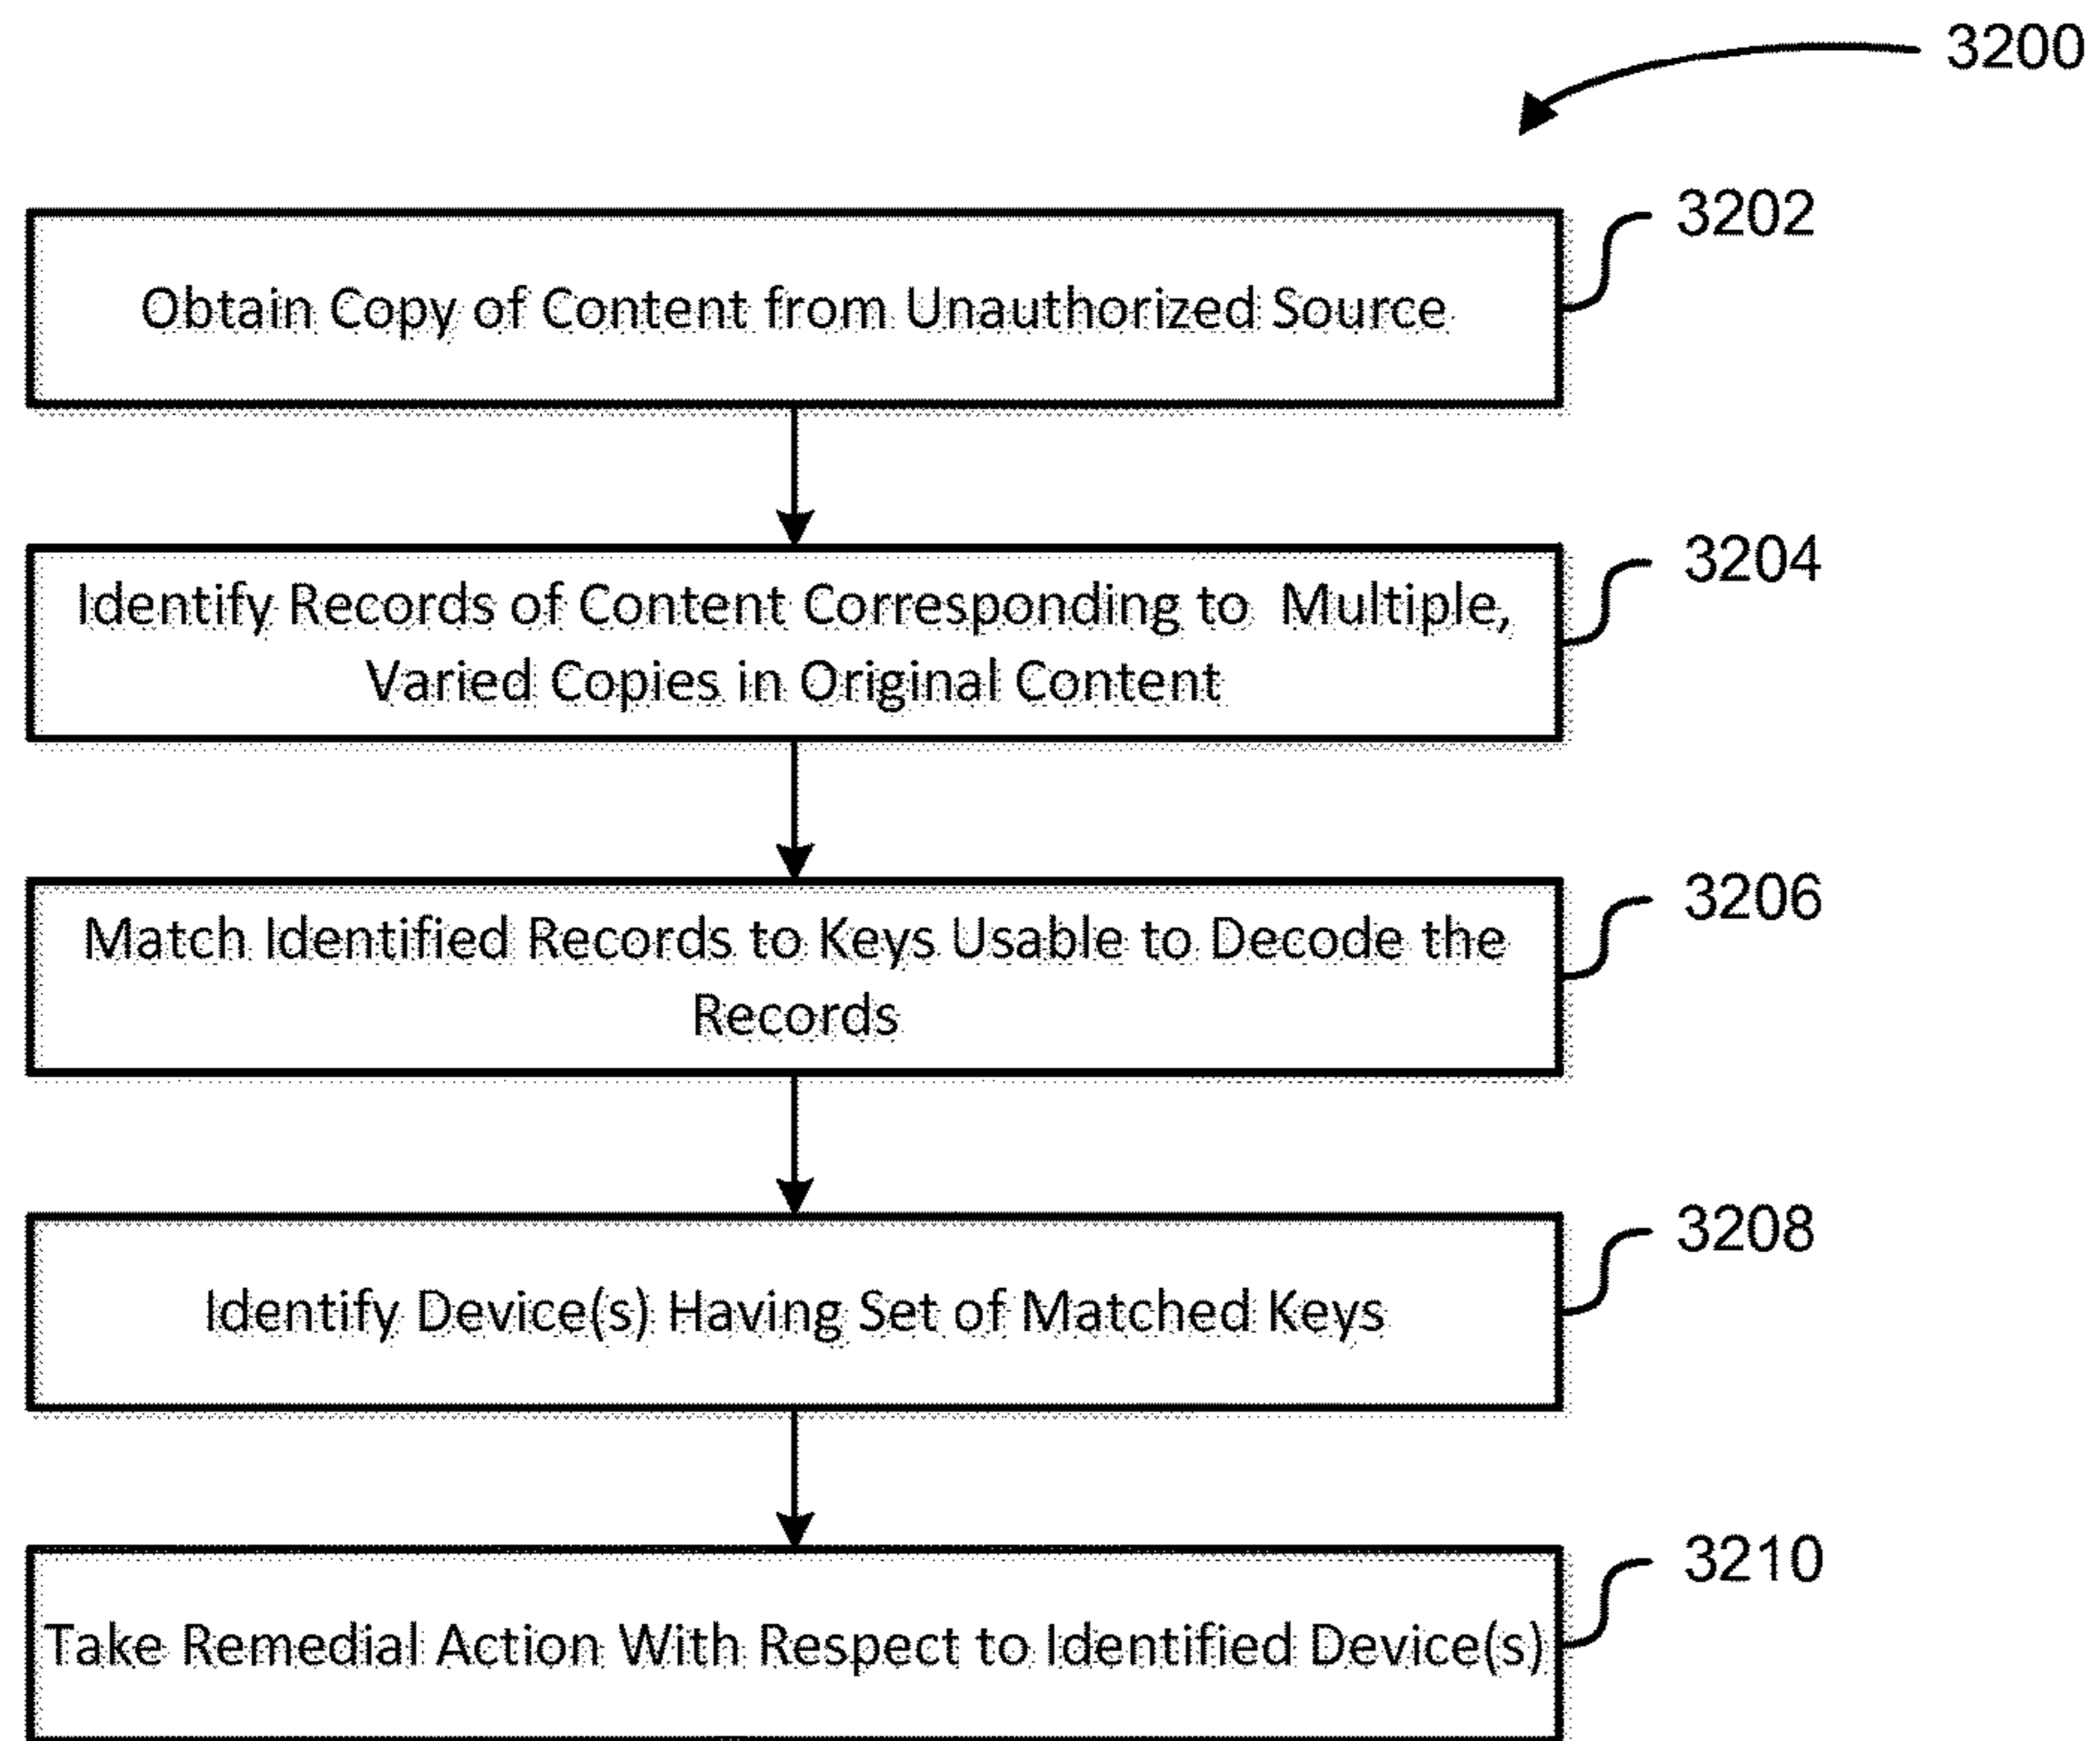 3200
3202
Obtain Copy of Content from Unauthorized Source
3204
Identify Records of Content Corresponding to Multiple,
Varied Copies in Original Content
3206
Match Identified Records to Keys Usable to Decode the
Records
3208
Identify Device(s) Having Set of Matched Keys
3210
Take Remedial Action With Respect to Identified Device(s)